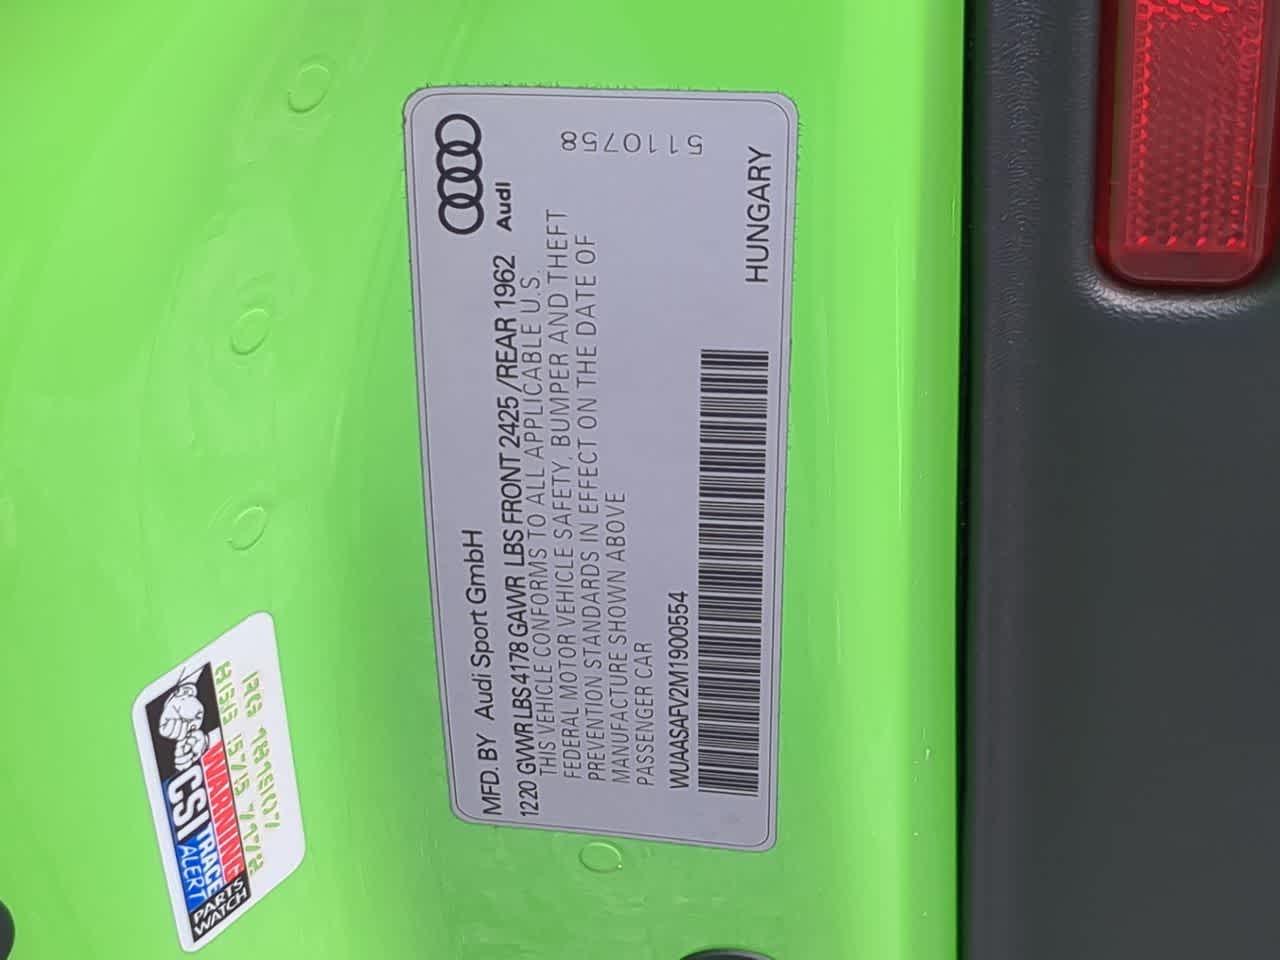 MFD. BY Audi Sport GmbH
Audi
1220 GVWR LBS 4178 GAWR LBS FRONT 2425 /REAR 1962
THIS VEHICLE CONFORMS TO ALL APPLICABLE U.S.
FEDERAL MOTOR VEHICLE SAFETY, BUMPER AND THEFT
PREVENTION STANDARDS IN EFFECT ON THE DATE OF
MANUFACTURE SHOWN ABOVE
PASSENGER CAR
WUAASAFV2M1900554
HUNGARY
5110758
WARNING
CSI TRACE
ALERT
PARTS
WATCH